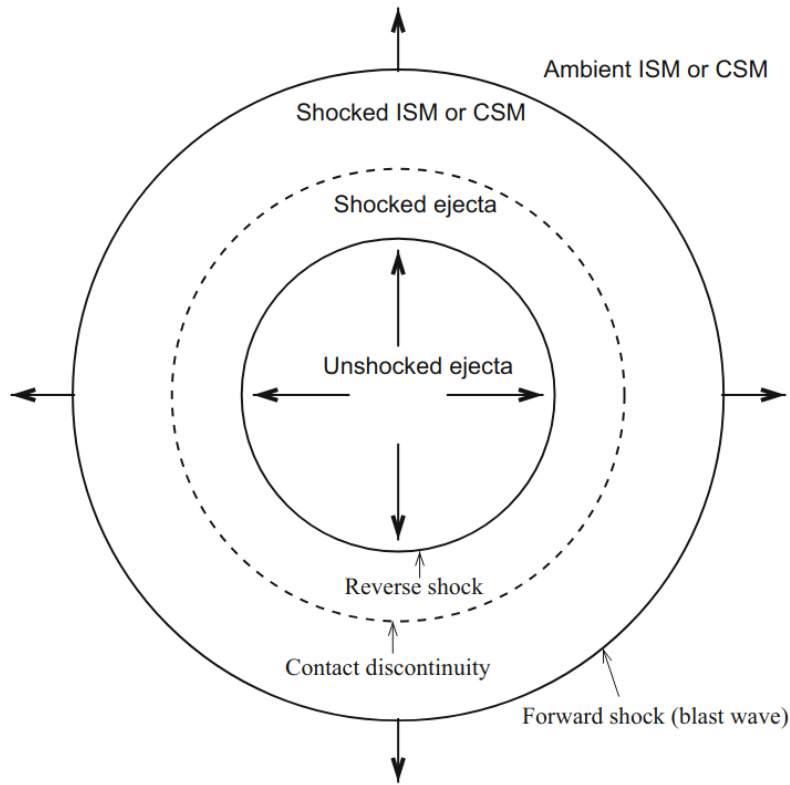 Ambient ISM or CSM
Shocked ISM or CSM
Shocked ejecta
Unshocked ejecta
Reverse shock
Contact discontinuity
Forward shock (blast wave)